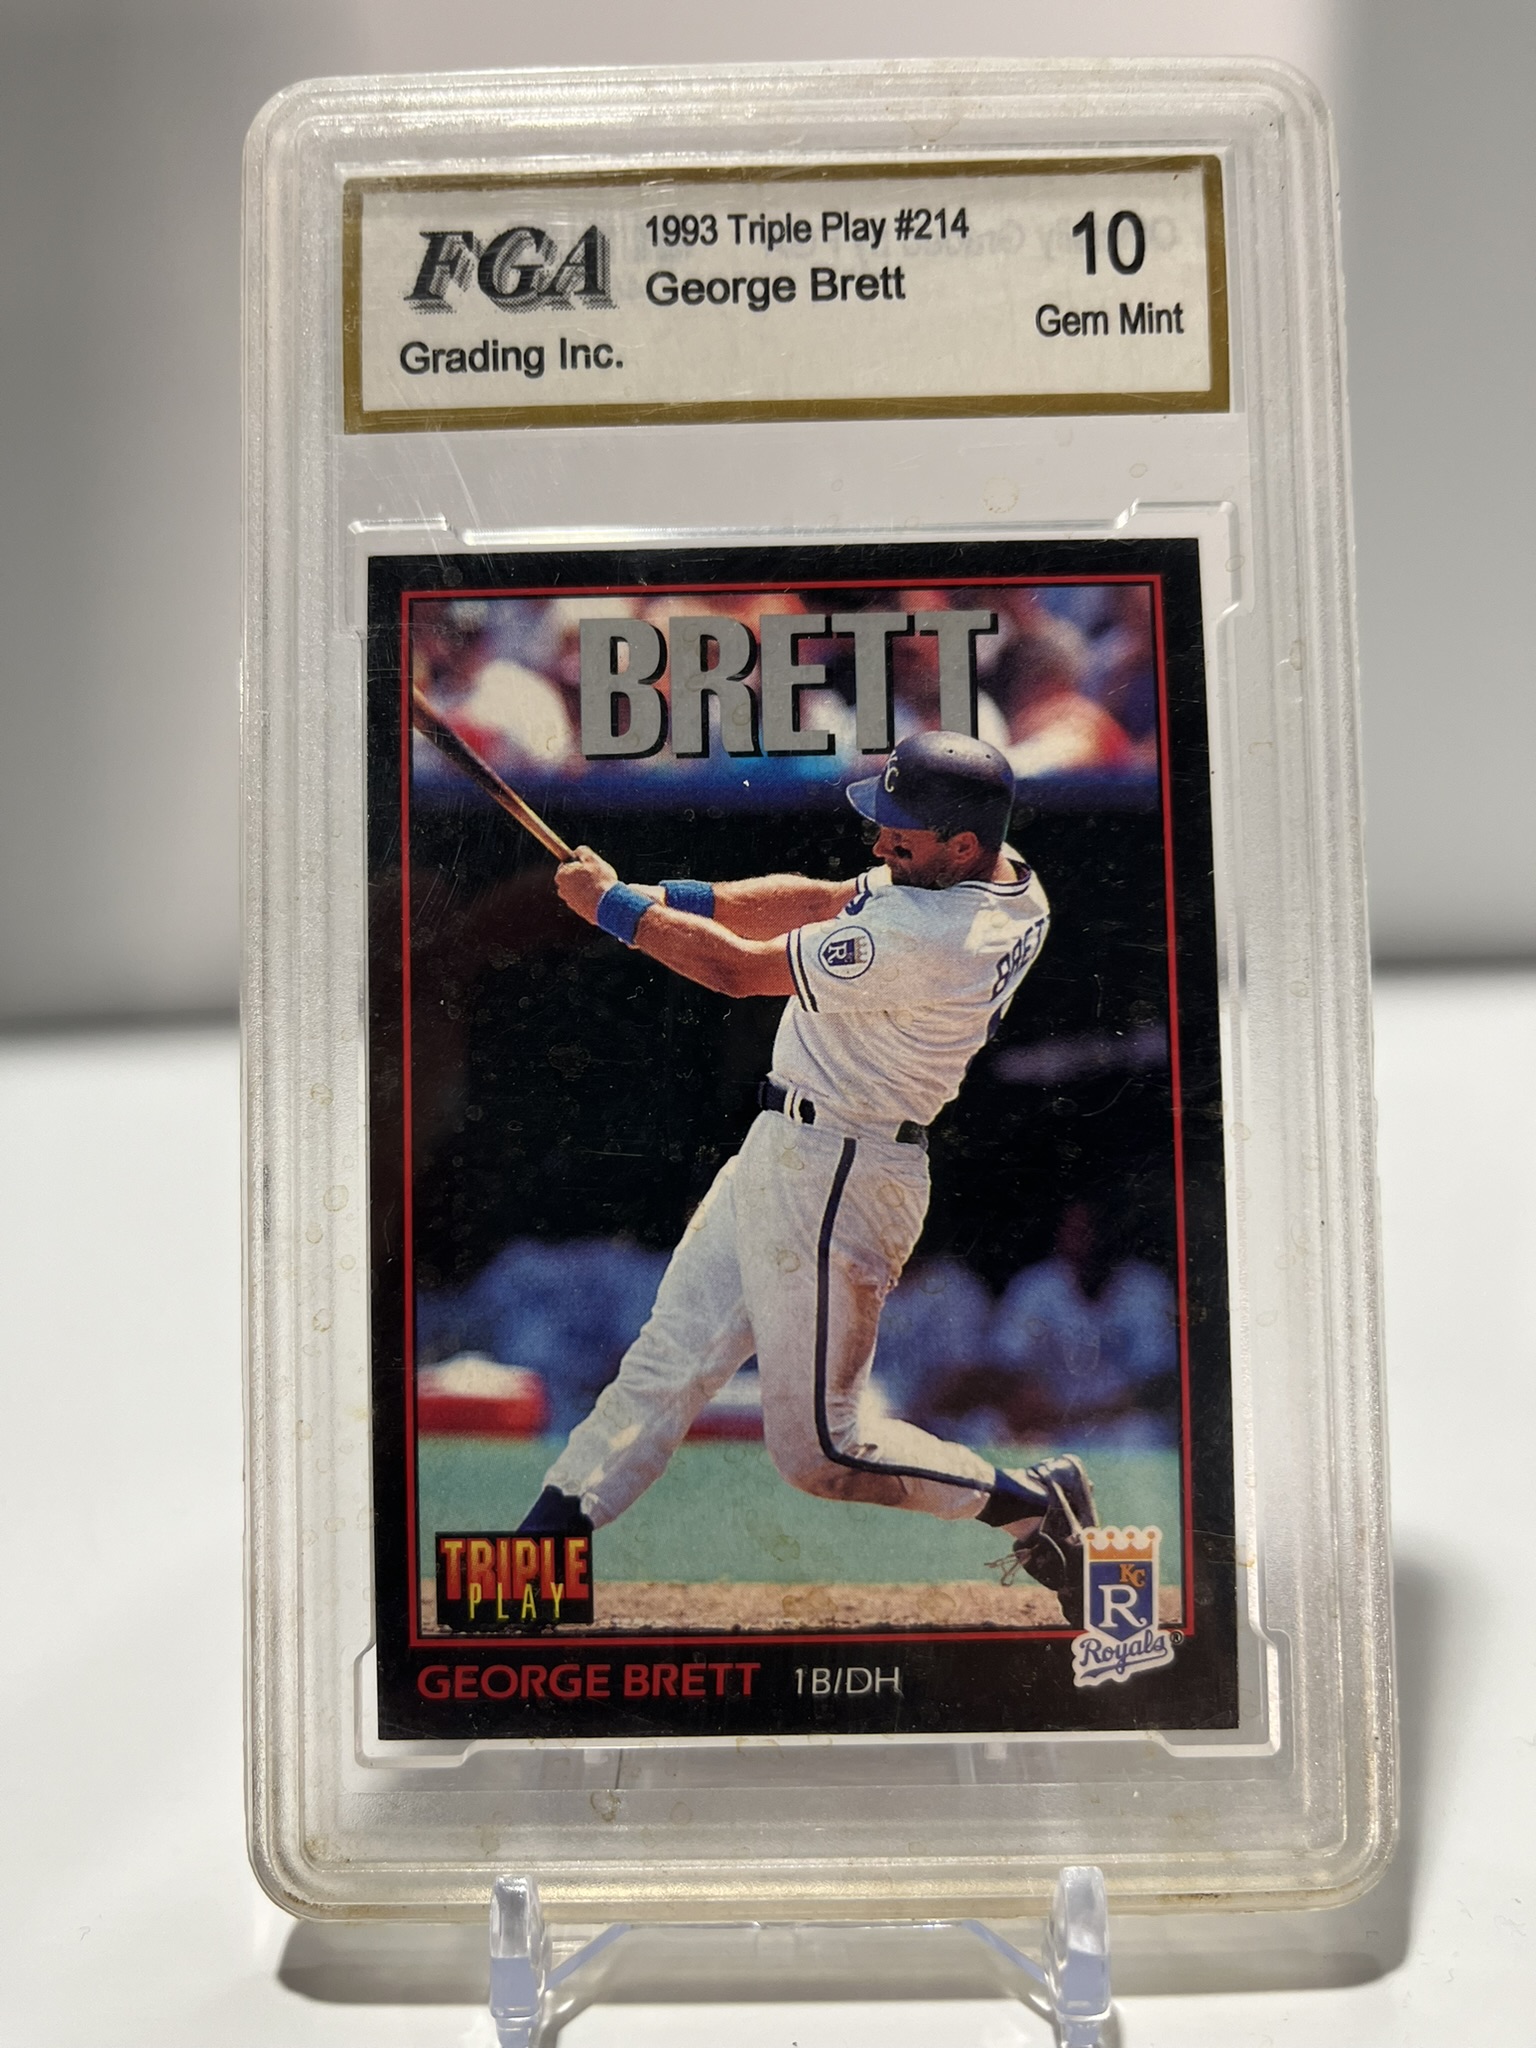 FGA
Grading Inc.
1993 Triple Play #214
George Brett
10
Gem Mint
BRETT
KC
R
BRET
TRIPLE
PLAY
KC
R
Royals®
GEORGE BRETT 1B/DH